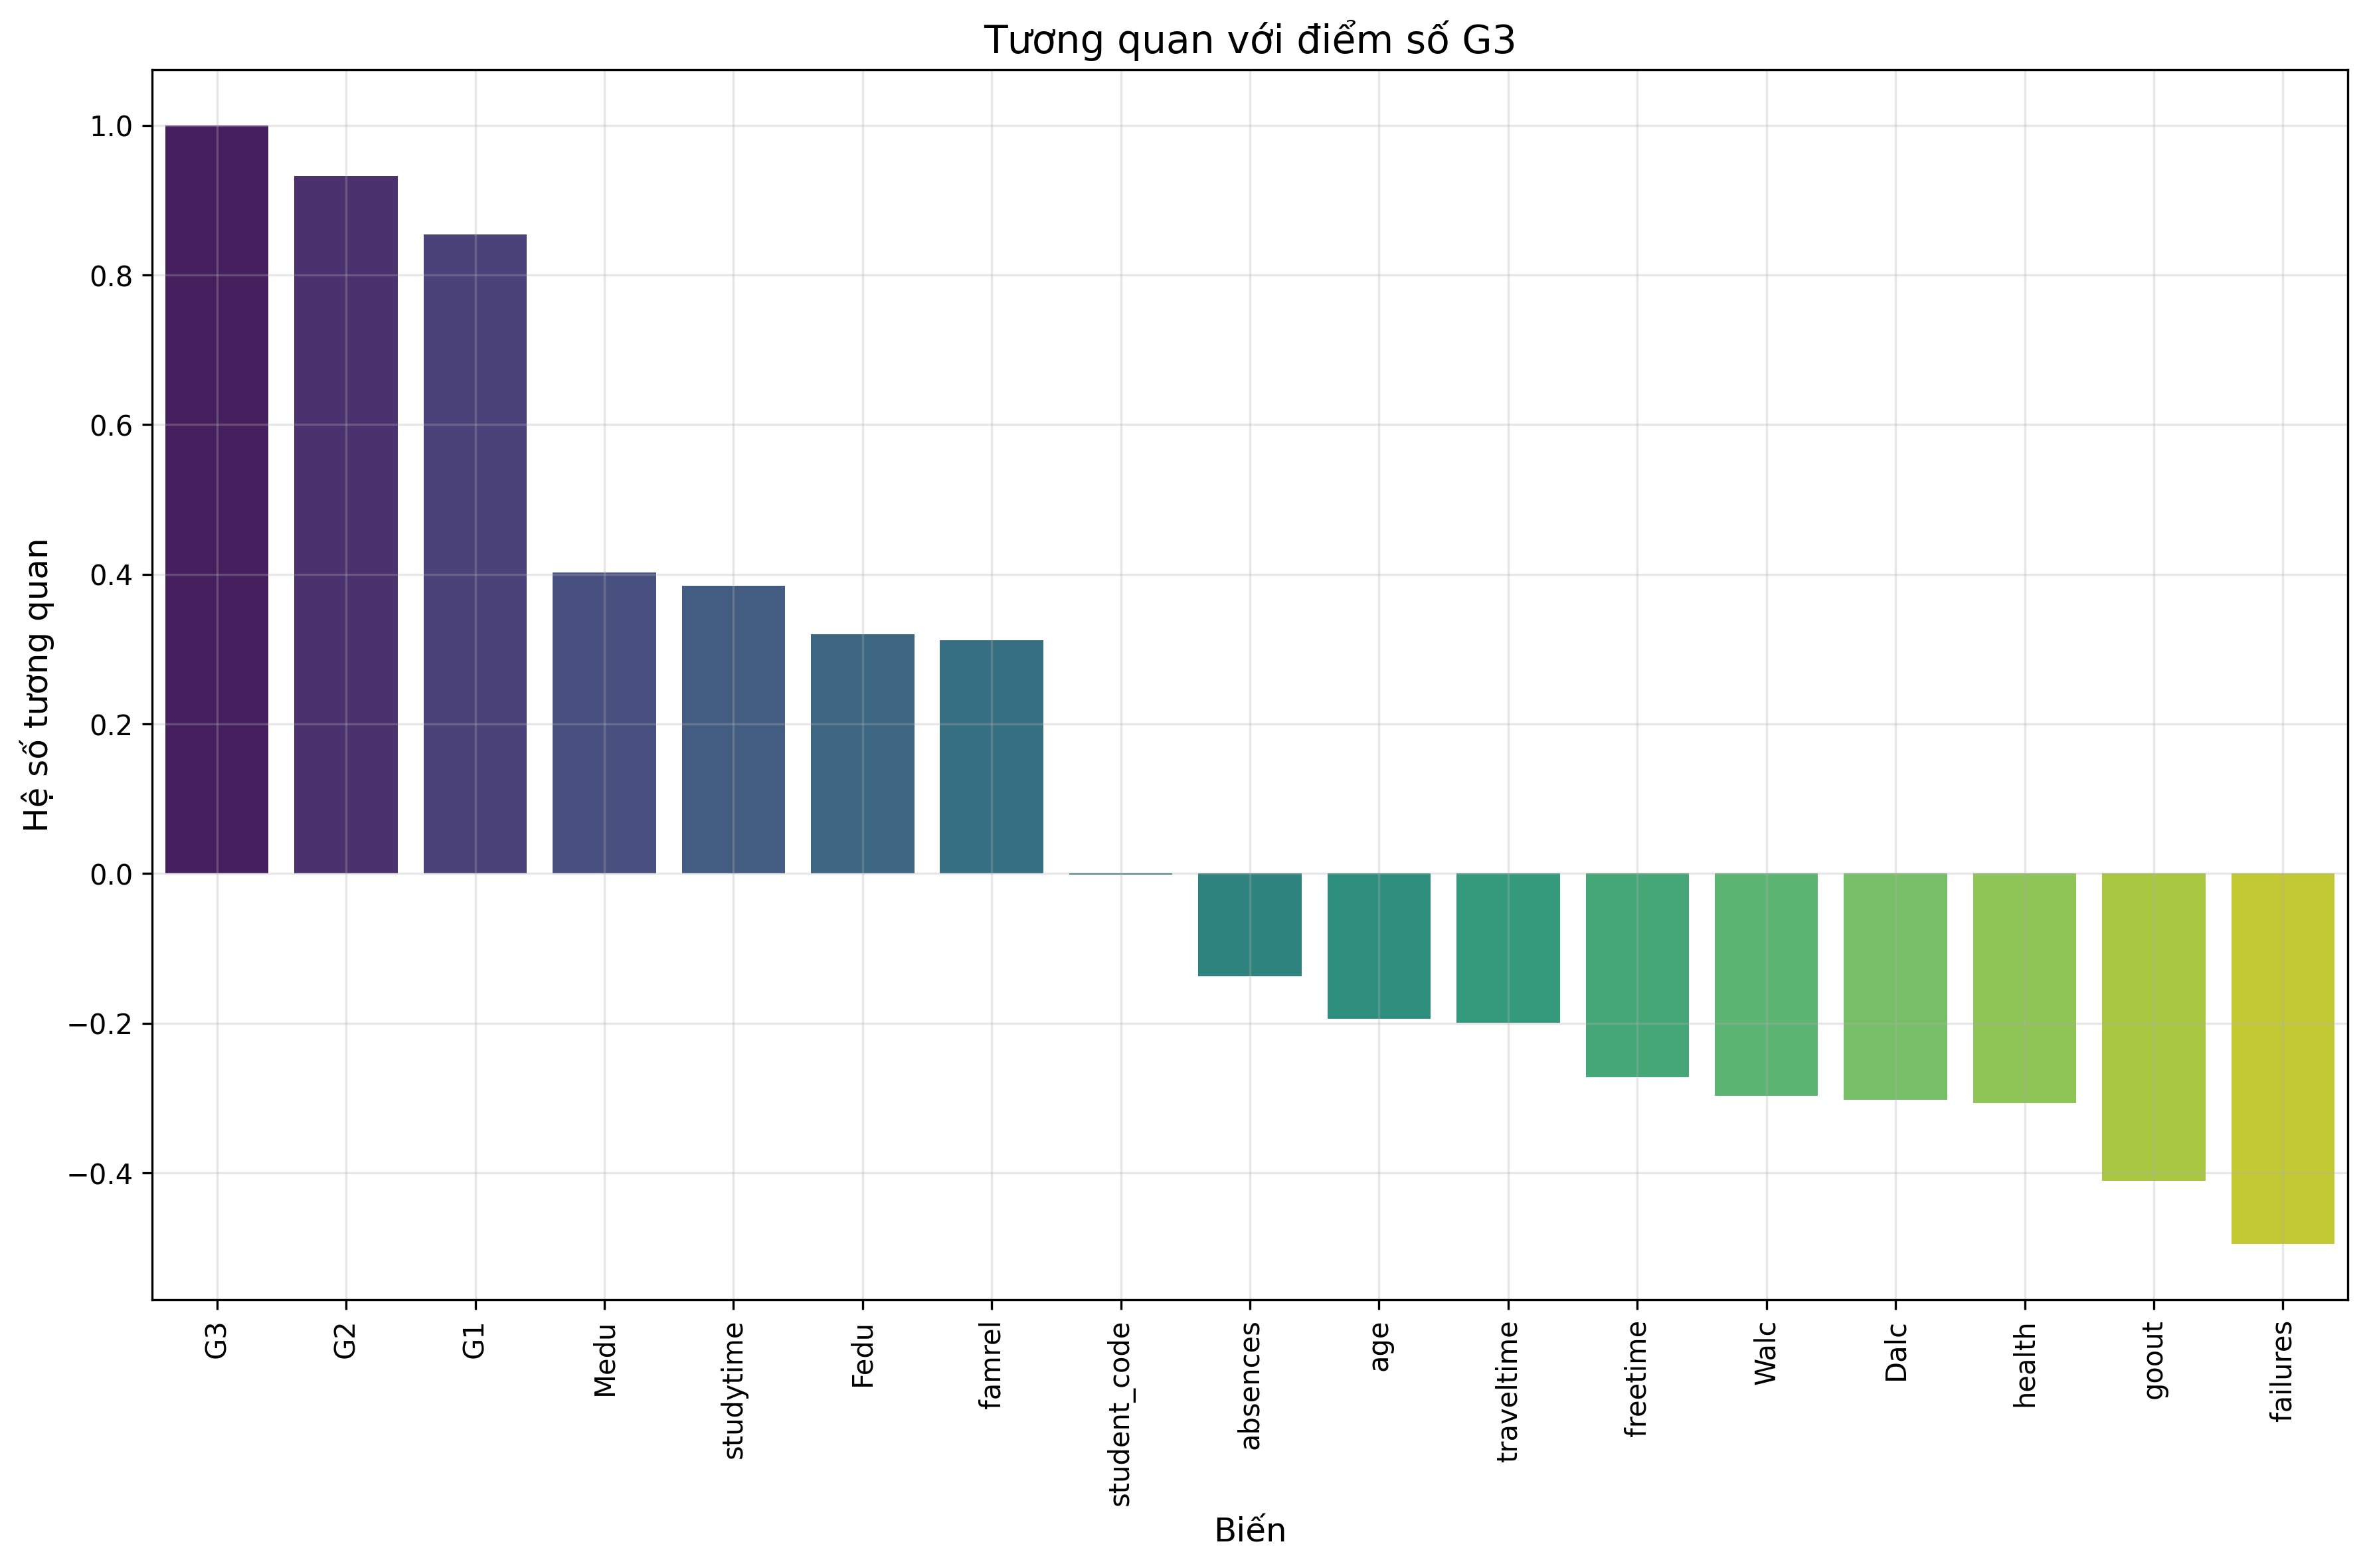 Tương quan với điểm số G3
Hệ số tương quan
1.0
0.8
0.6
0.4
0.2
0.0
−0.2
−0.4
G3
G2
G1
Medu
studytime
Fedu
famrel
student_code
absences
age
traveltime
freetime
Walc
Dalc
health
goout
failures
Biến